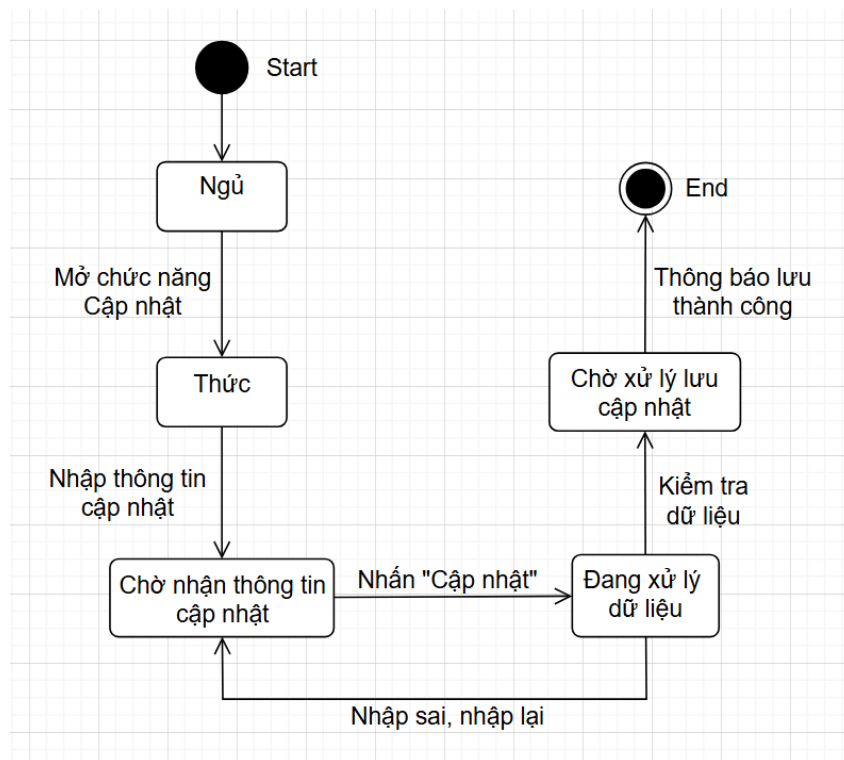 Start
Ngủ
Mở chức năng
Cập nhật
Thức
Nhập thông tin
cập nhật
Chờ nhận thông tin
cập nhật
Nhấn "Cập nhật"
Đang xử lý
dữ liệu
Nhập sai, nhập lại
Kiểm tra
dữ liệu
Chờ xử lý lưu
cập nhật
Thông báo lưu
thành công
End